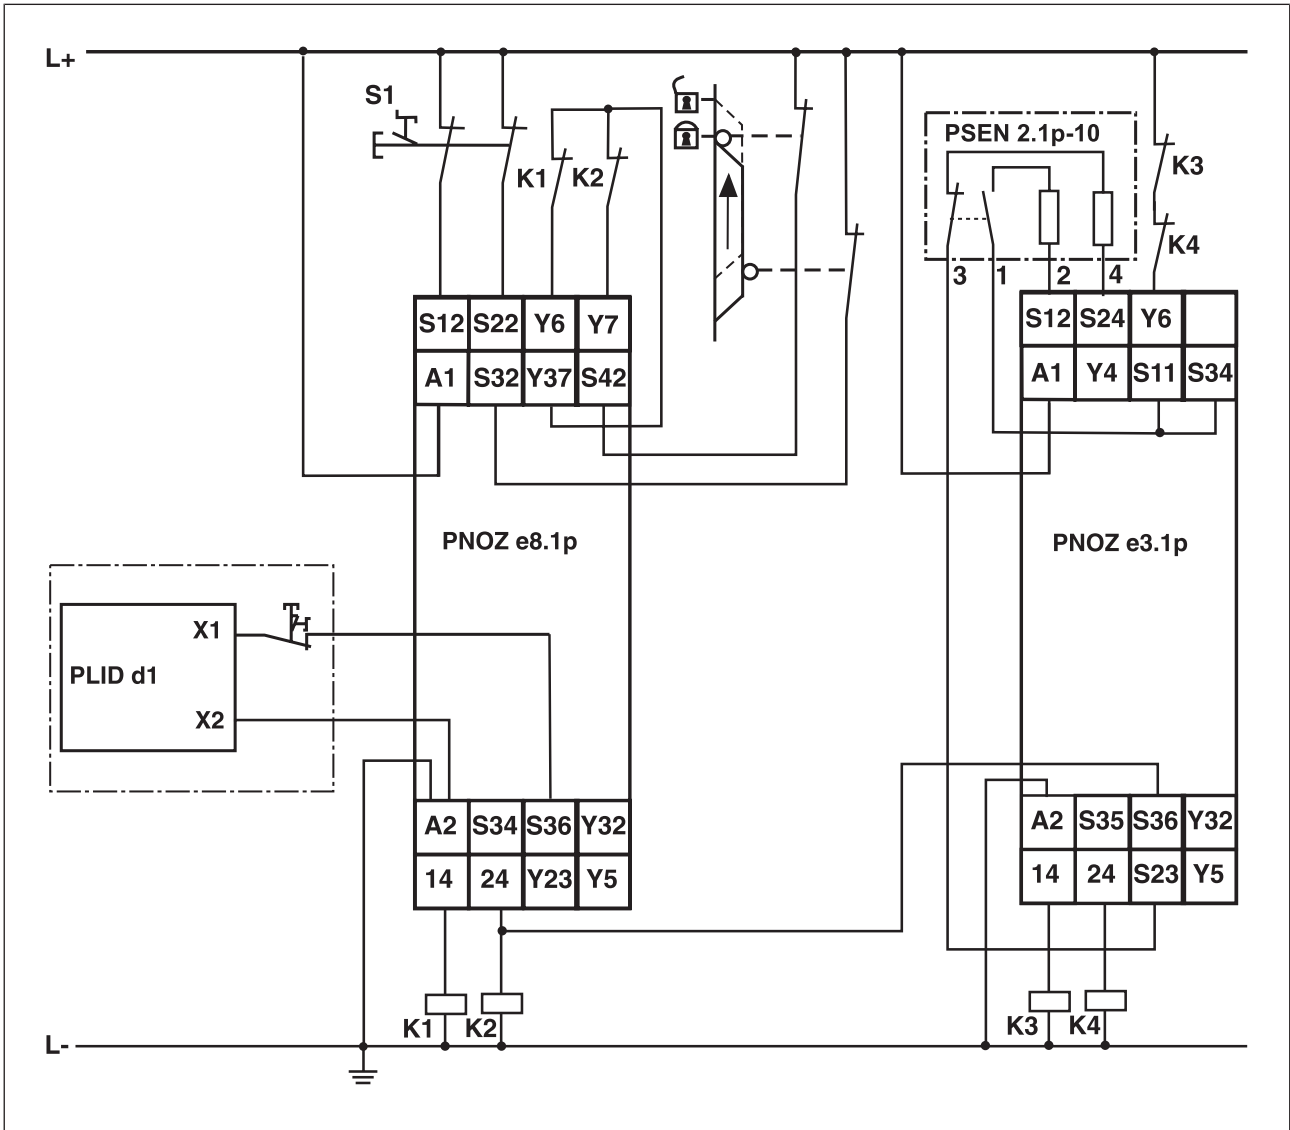 L+
S1
K1
K2
PSEN 2.1p-10
K3
K4
3
1
2
4
S12 S22 Y6 Y7
A1 S32 Y37 S42
S12 S24 Y6
A1 Y4 S11 S34
PNOZ e8.1p
PNOZ e3.1p
X1
PLID d1
X2
A2 S34 S36 Y32
14 24 Y23 Y5
A2 S35 S36 Y32
14 24 S23 Y5
K1
K2
K3
K4
L-